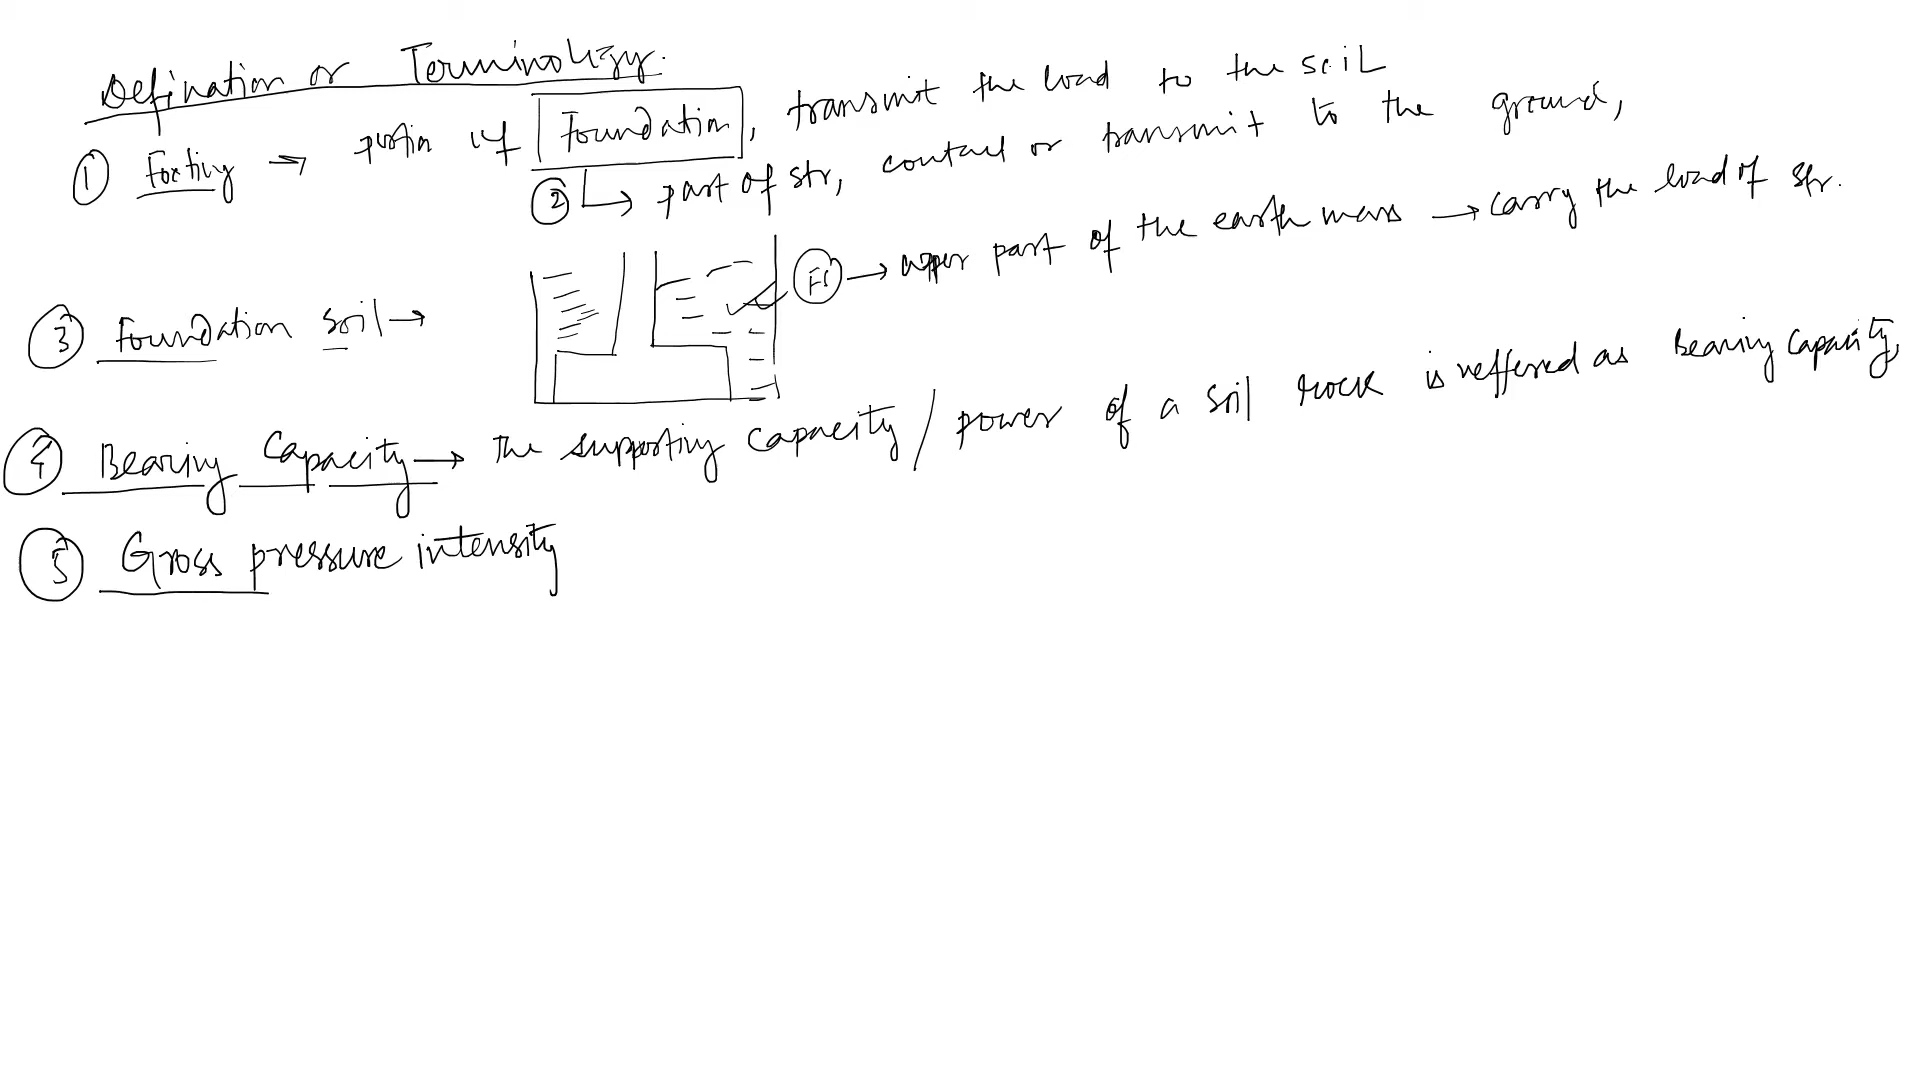 Defination or Terminology.
① Footing → portion of Foundation, transmit the load to the soil
② ↳ part of str, contact or transmit to the ground,
③ Foundation soil →
FS → upper part of the earth mass → carry the load of str.
④ Bearing Capacity → The supporting capacity / power of a soil rock is reffered as Bearing Capacity,
⑤ Gross pressure intensity